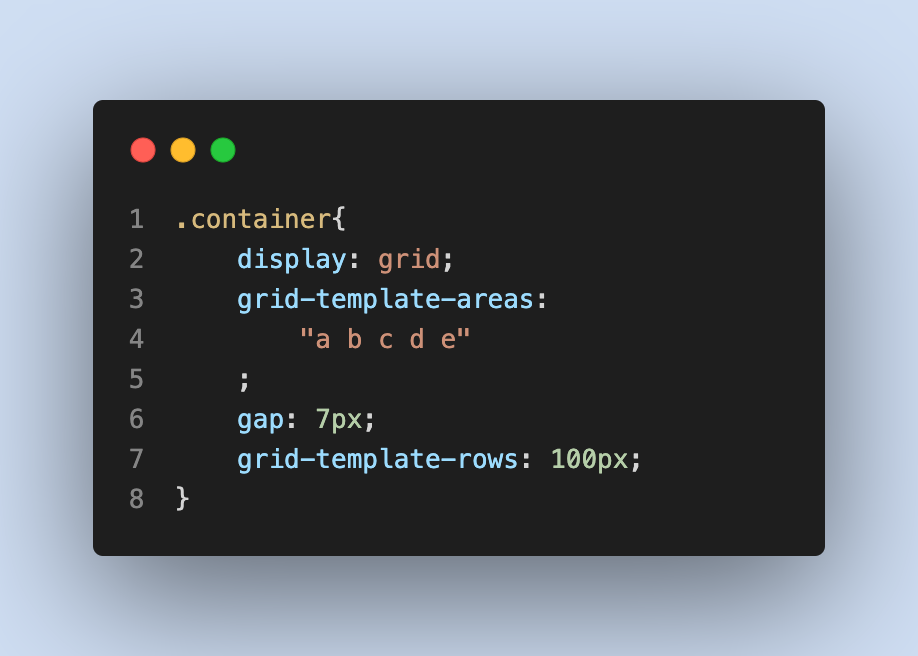 1 .container{
2     display: grid;
3     grid-template-areas:
4         "a b c d e"
5     ;
6     gap: 7px;
7     grid-template-rows: 100px;
8 }